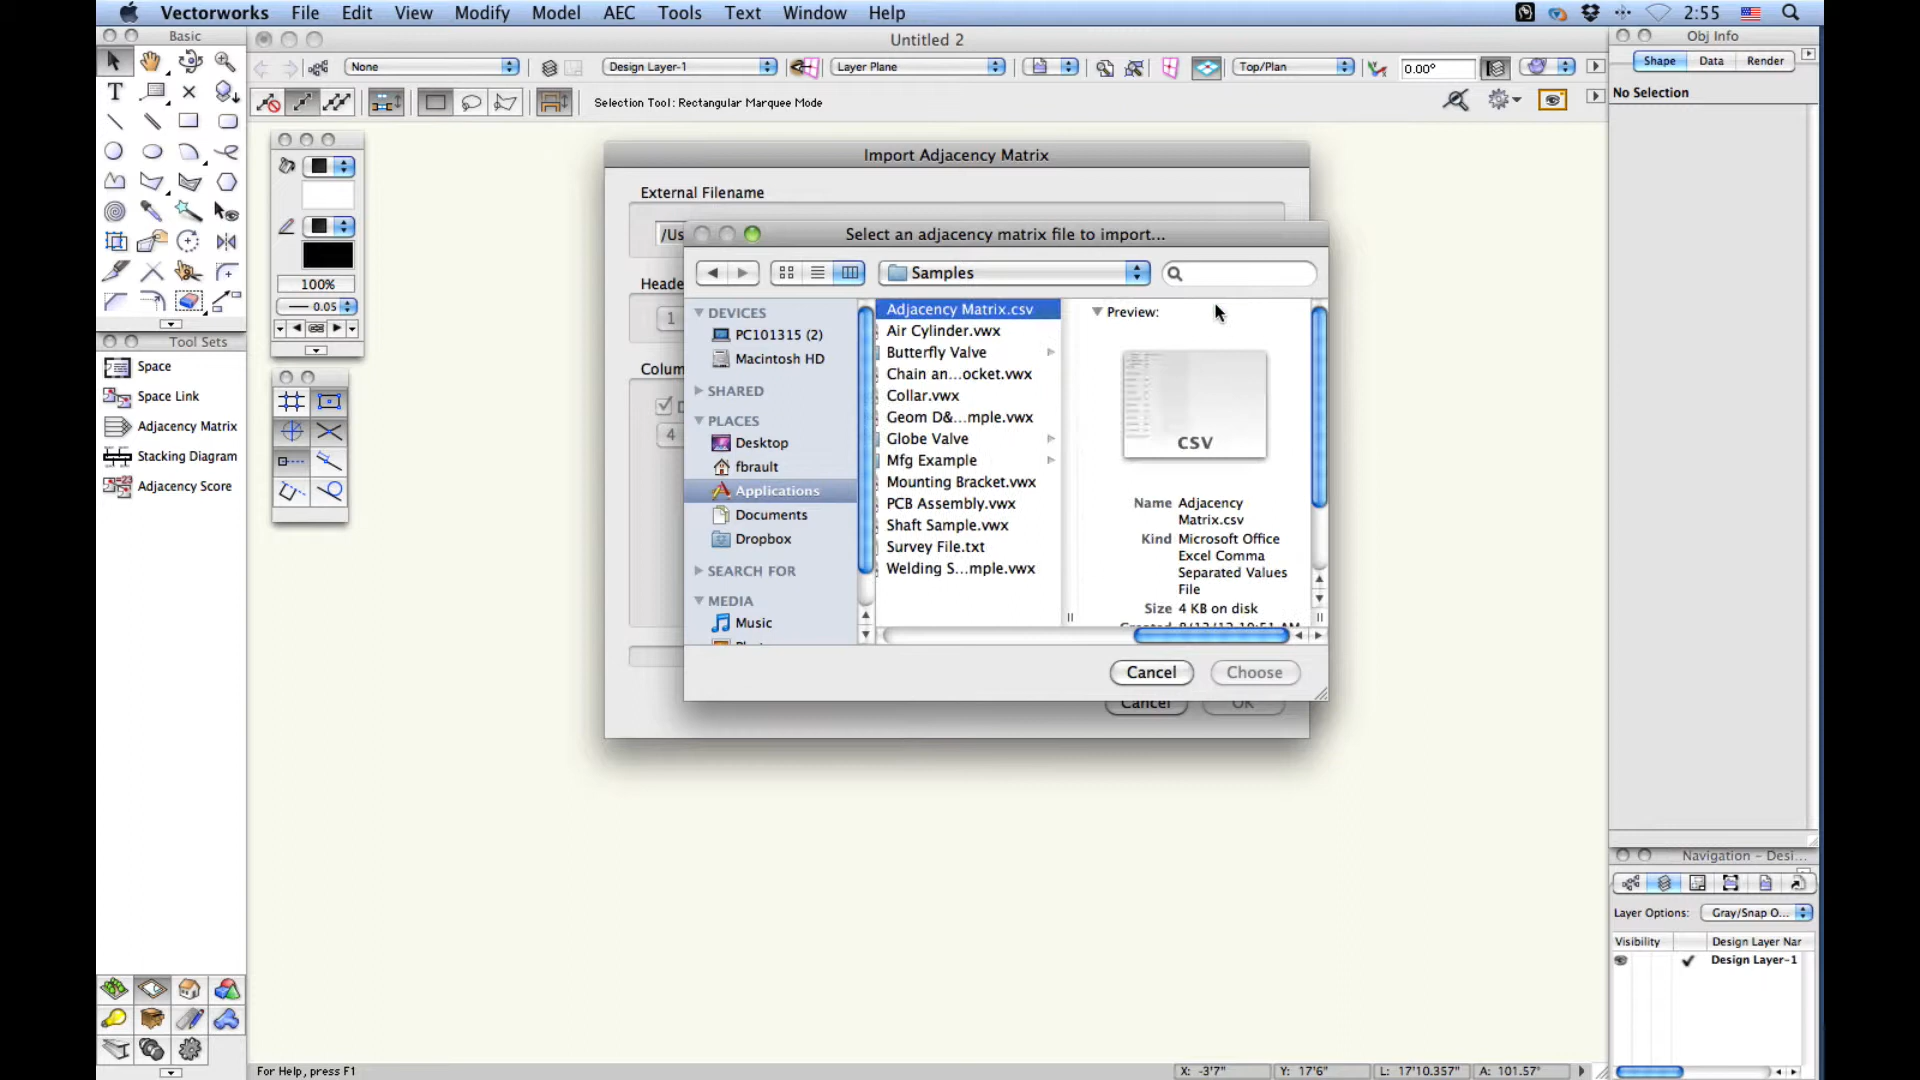 Vectorworks File Edit View Modify Model AEC Tools Text Window Help 2:55
Basic
Untitled 2
Obj Info
None
Design Layer-1
Layer Plane
Top/Plan
0.00°
Shape Data Render
No Selection
Selection Tool: Rectangular Marquee Mode
100%
0.05
Tool Sets
Space
Space Link
Adjacency Matrix
Stacking Diagram
Adjacency Score
Import Adjacency Matrix
External Filename
/Us
Heade
1
Colum
4
Cancel OK
Select an adjacency matrix file to import...
Samples
DEVICES
PC101315 (2)
Macintosh HD
SHARED
PLACES
Desktop
fbrault
Applications
Documents
Dropbox
SEARCH FOR
MEDIA
Music
Adjacency Matrix.csv
Air Cylinder.vwx
Butterfly Valve
Chain an...ocket.vwx
Collar.vwx
Geom D&...mple.vwx
Globe Valve
Mfg Example
Mounting Bracket.vwx
PCB Assembly.vwx
Shaft Sample.vwx
Survey File.txt
Welding S...mple.vwx
Preview:
CSV
Name Adjacency
Matrix.csv
Kind Microsoft Office
Excel Comma
Separated Values
File
Size 4 KB on disk
Cancel Choose
Navigation - Desi...
Layer Options: Gray/Snap O...
Visibility Design Layer Nar
Design Layer-1
For Help, press F1
X: -3'7" Y: 17'6" L: 17'10.357" A: 101.57°